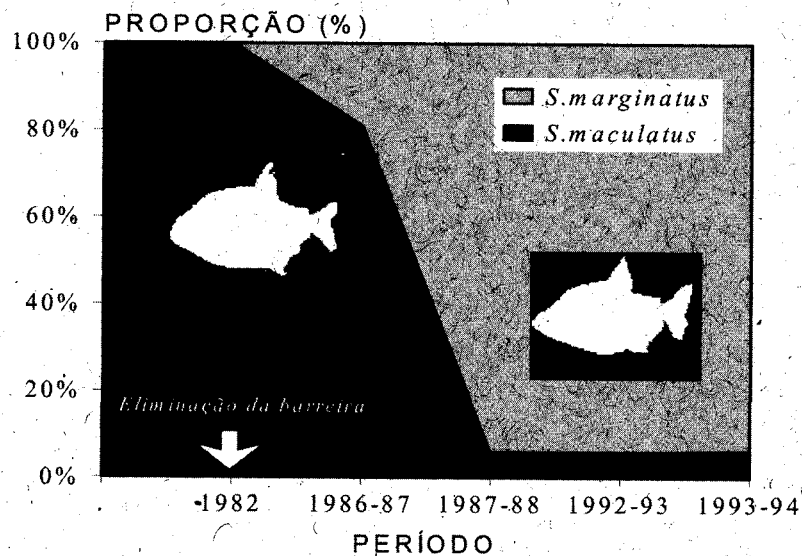 PROPORÇÃO (%)
100%
80%
60%
40%
20%
0%
S.marginatus
S.maculatus
Eliminação da barreira
1982 1986-87 1987-88 1992-93 1993-94
PERÍODO